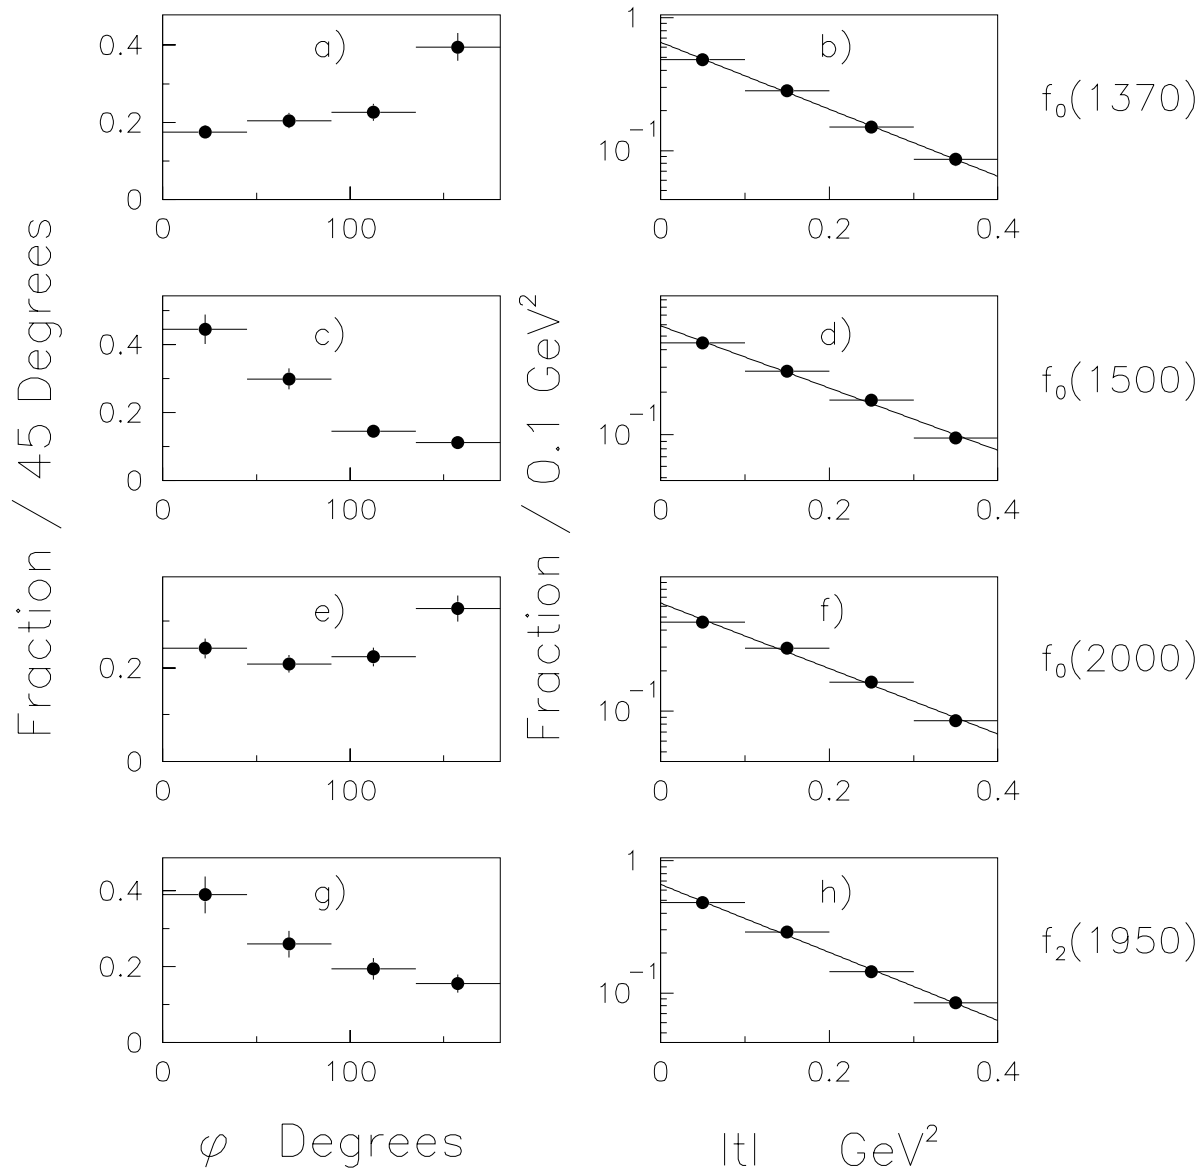 Fraction / 45 Degrees
Fraction / 0.1 GeV²
a)
0.4
0.2
0
0 100
b)
1
10⁻¹
0 0.2 0.4
f₀(1370)
c)
0.4
0.2
0
0 100
d)
10⁻¹
0 0.2 0.4
f₀(1500)
e)
0.2
0
0 100
f)
10⁻¹
0 0.2 0.4
f₀(2000)
g)
0.4
0.2
0
0 100
h)
1
10⁻¹
0 0.2 0.4
f₂(1950)
φ Degrees
|t| GeV²